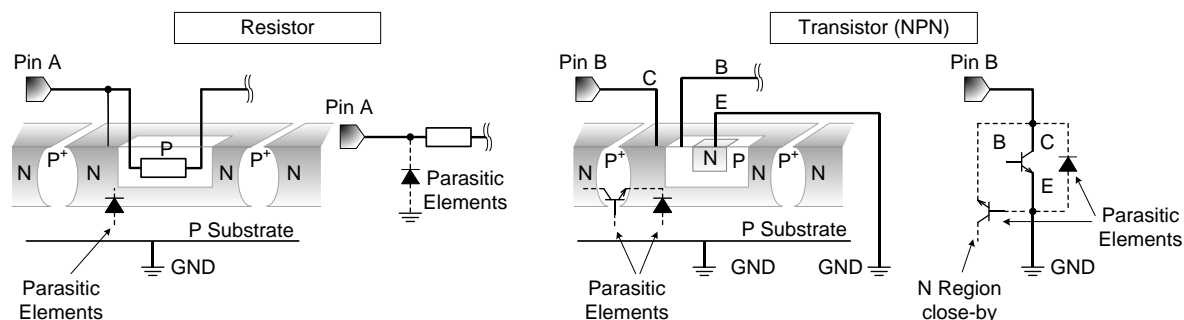 Resistor
Transistor (NPN)
Pin A
Pin A
P
N
P+
N
P+
N
N
Parasitic
Elements
P Substrate
GND
Parasitic
Elements
Pin B
C
B
E
N
P+
N
N
P
P+
N
N
P Substrate
GND
GND
Parasitic
Elements
Pin B
B
C
E
Parasitic
Elements
GND
N Region
close-by